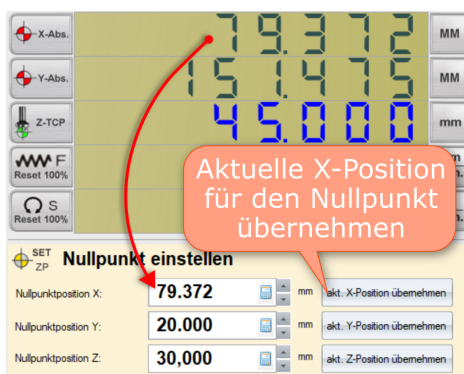 X-Abs. 79.372 MM
Y-Abs. 151.475 MM
Z-TCP 45.000 mm
F
Reset 100%
S
Reset 100%
Aktuelle X-Position
für den Nullpunkt
übernehmen
SET
ZP
Nullpunkt einstellen
Nullpunktposition X: 79.372 mm akt. X-Position übernehmen
Nullpunktposition Y: 20.000 mm akt. Y-Position übernehmen
Nullpunktposition Z: 30,000 mm akt. Z-Position übernehmen